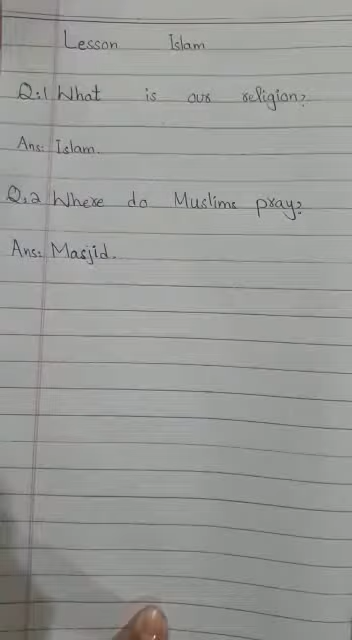 Lesson Islam
Q:1 What is our religion?
Ans: Islam.
Q:2 Where do Muslims pray?
Ans: Masjid.